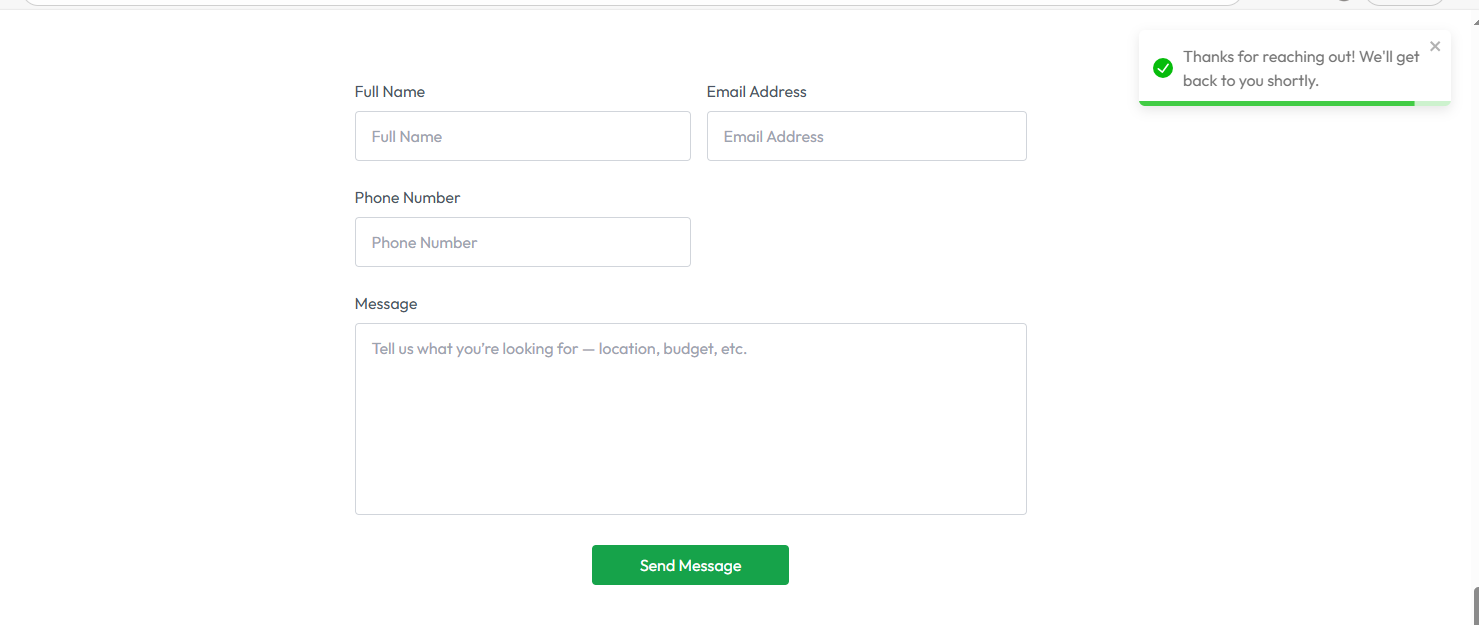 Thanks for reaching out! We'll get
back to you shortly.
Full Name
Email Address
Full Name
Email Address
Phone Number
Phone Number
Message
Tell us what you're looking for — location, budget, etc.
Send Message